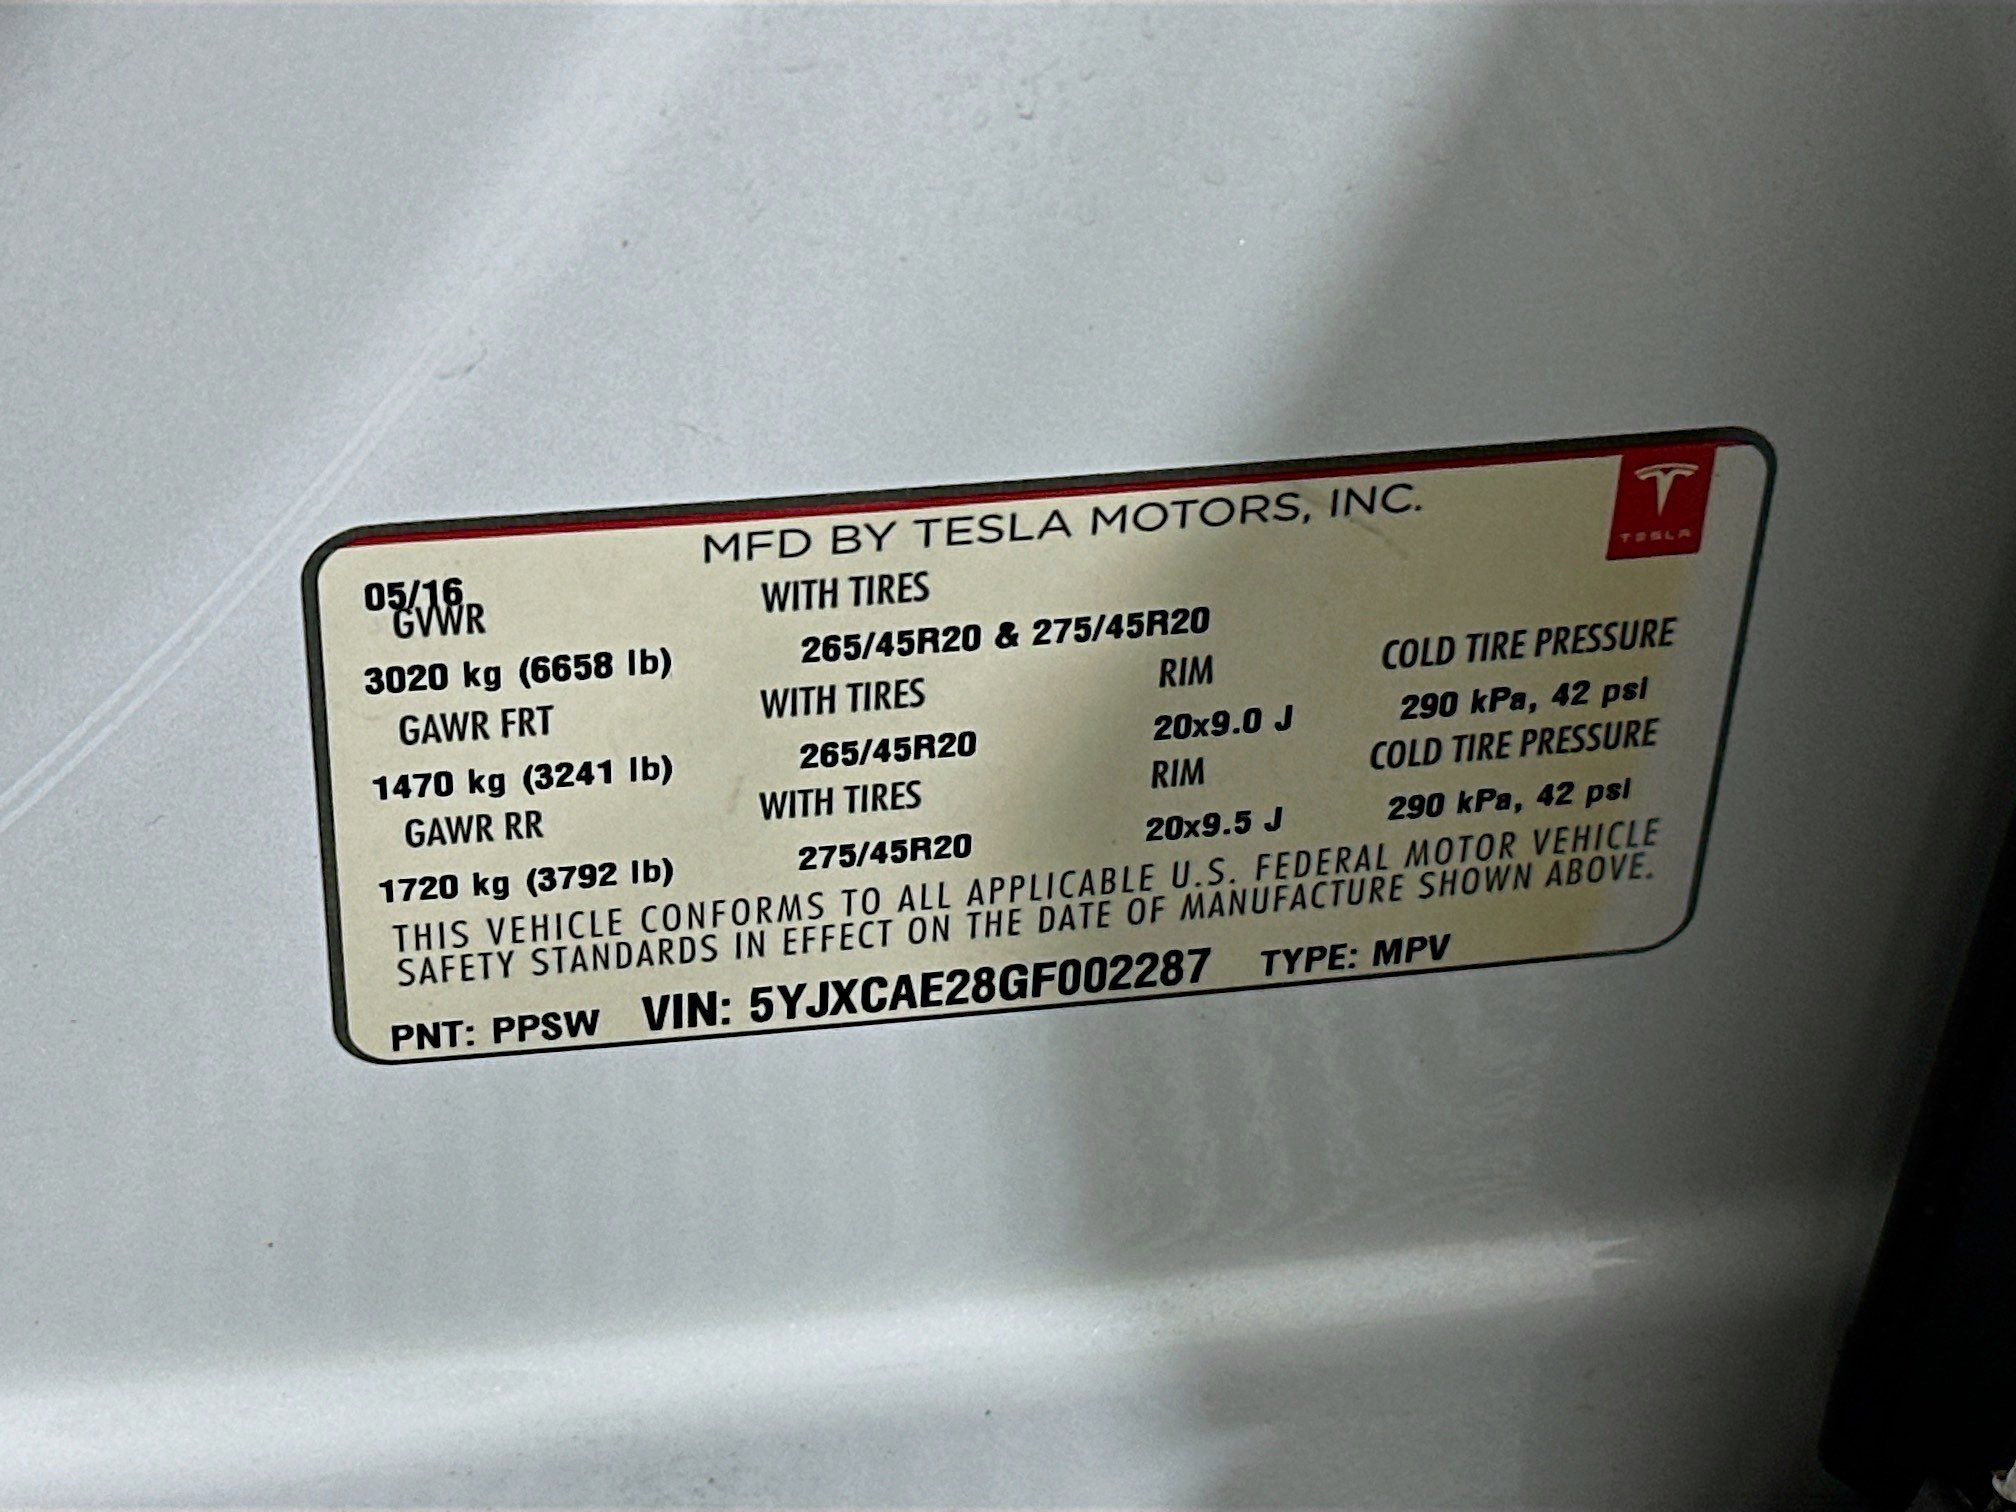 MFD BY TESLA MOTORS, INC.
TESLA
05/16
GVWR WITH TIRES
3020 kg (6658 lb) 265/45R20 & 275/45R20
GAWR FRT WITH TIRES RIM COLD TIRE PRESSURE
1470 kg (3241 lb) 265/45R20 20x9.0 J 290 kPa, 42 psi
GAWR RR WITH TIRES RIM COLD TIRE PRESSURE
1720 kg (3792 lb) 275/45R20 20x9.5 J 290 kPa, 42 psi
THIS VEHICLE CONFORMS TO ALL APPLICABLE U.S. FEDERAL MOTOR VEHICLE
SAFETY STANDARDS IN EFFECT ON THE DATE OF MANUFACTURE SHOWN ABOVE.
PNT: PPSW VIN: 5YJXCAE28GF002287 TYPE: MPV